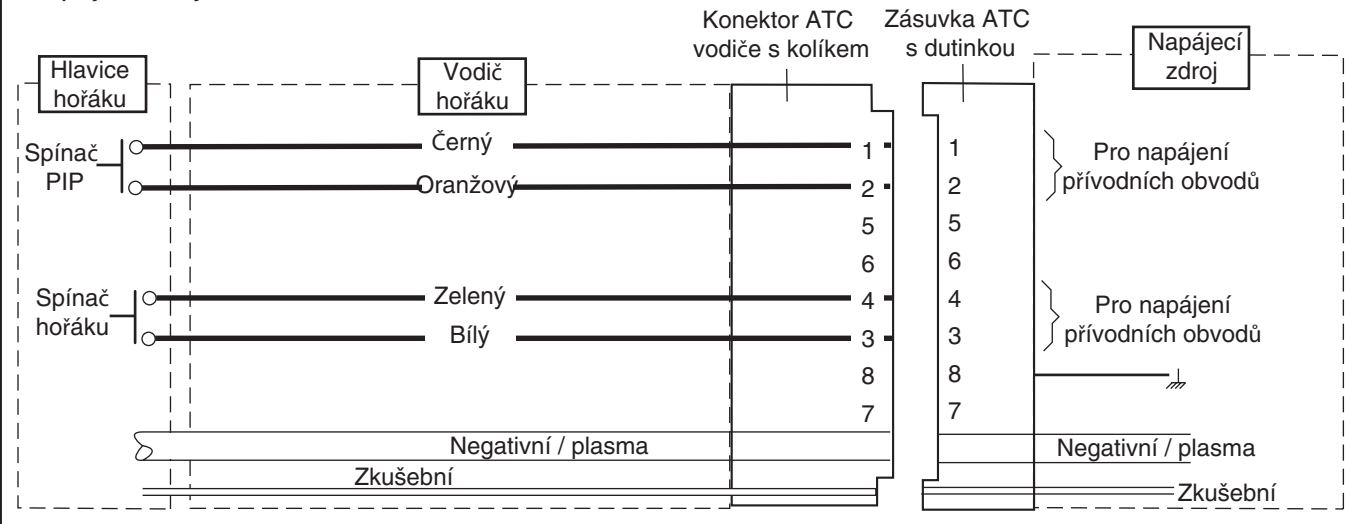 Konektor ATC
vodiče s kolíkem
Zásuvka ATC
s dutinkou
Napájecí
zdroj
Hlavice
hořáku
Vodič
hořáku
Spínač
PIP
Černý
Oranžový
1
2
5
6
1
2
5
6
Pro napájení
přívodních obvodů
Spínač
hořáku
Zelený
Bílý
4
3
8
7
4
3
8
7
Pro napájení
přívodních obvodů
Negativní / plasma
Negativní / plasma
Zkušební
Zkušební